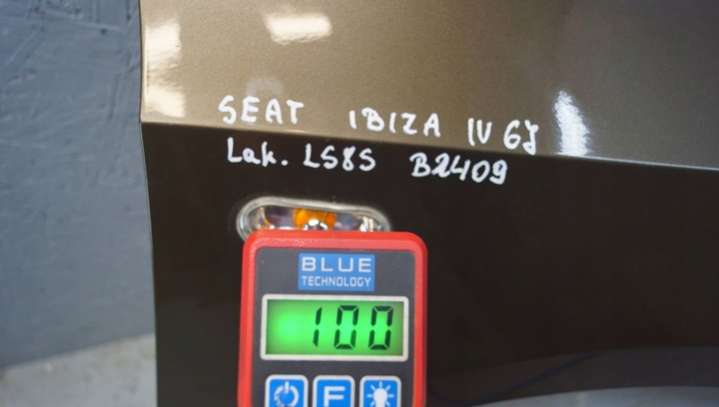 SEAT IBIZA IV 6J
Lak. LS8S B2409
BLUE
TECHNOLOGY
100
F